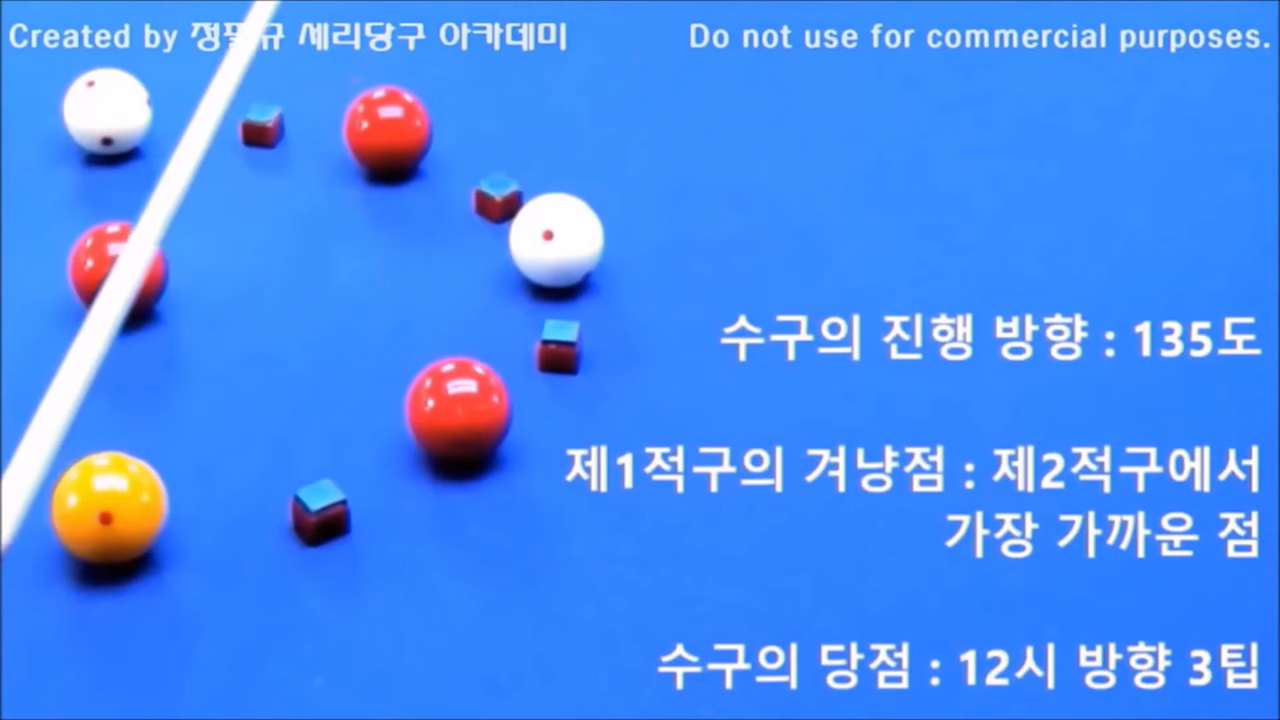 Created by 정필규 세리당구 아카데미
Do not use for commercial purposes.
수구의 진행 방향 : 135도
제1적구의 겨냥점 : 제2적구에서
가장 가까운 점
수구의 당점 : 12시 방향 3팁